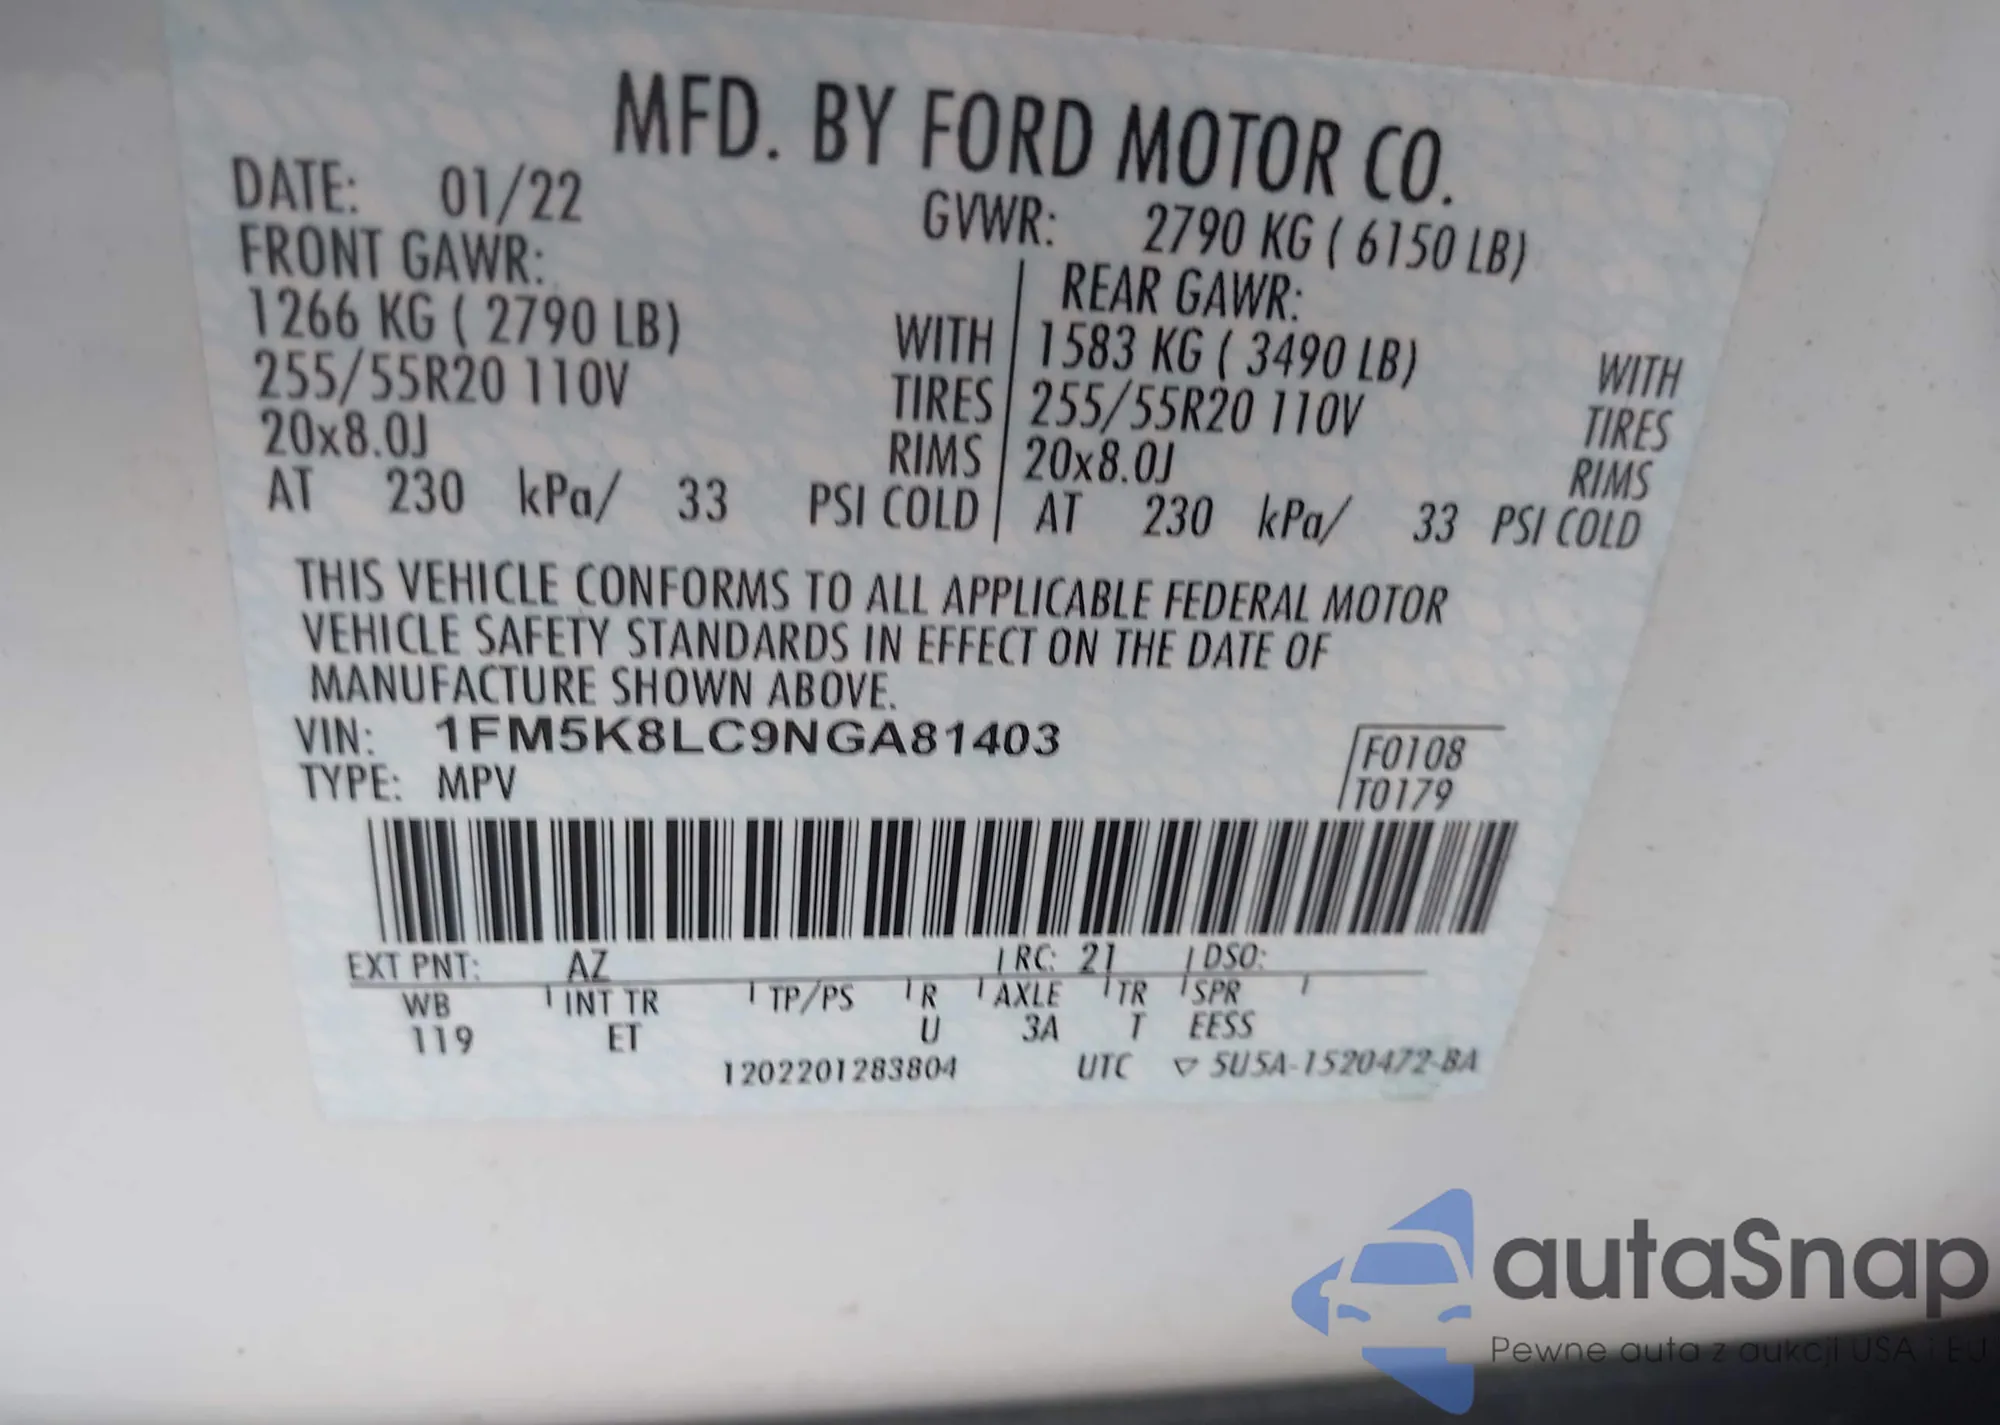 MFD. BY FORD MOTOR CO.
DATE: 01/22 GVWR: 2790 KG ( 6150 LB)
FRONT GAWR: REAR GAWR:
1266 KG ( 2790 LB) WITH 1583 KG ( 3490 LB) WITH
255/55R20 110V TIRES 255/55R20 110V TIRES
20x8.0J RIMS 20x8.0J RIMS
AT 230 kPa/ 33 PSI COLD AT 230 kPa/ 33 PSI COLD
THIS VEHICLE CONFORMS TO ALL APPLICABLE FEDERAL MOTOR
VEHICLE SAFETY STANDARDS IN EFFECT ON THE DATE OF
MANUFACTURE SHOWN ABOVE.
VIN: 1FM5K8LC9NGA81403 F0108
TYPE: MPV T0179
EXT PNT: AZ RC: 21 DSO:
WB INT TR TP/PS R AXLE TR SPR
119 ET U 3A T EESS
1202201283804 UTC ▽ 5U5A-1520472-BA
autaSnap
Pewne auta z aukcji USA i EU